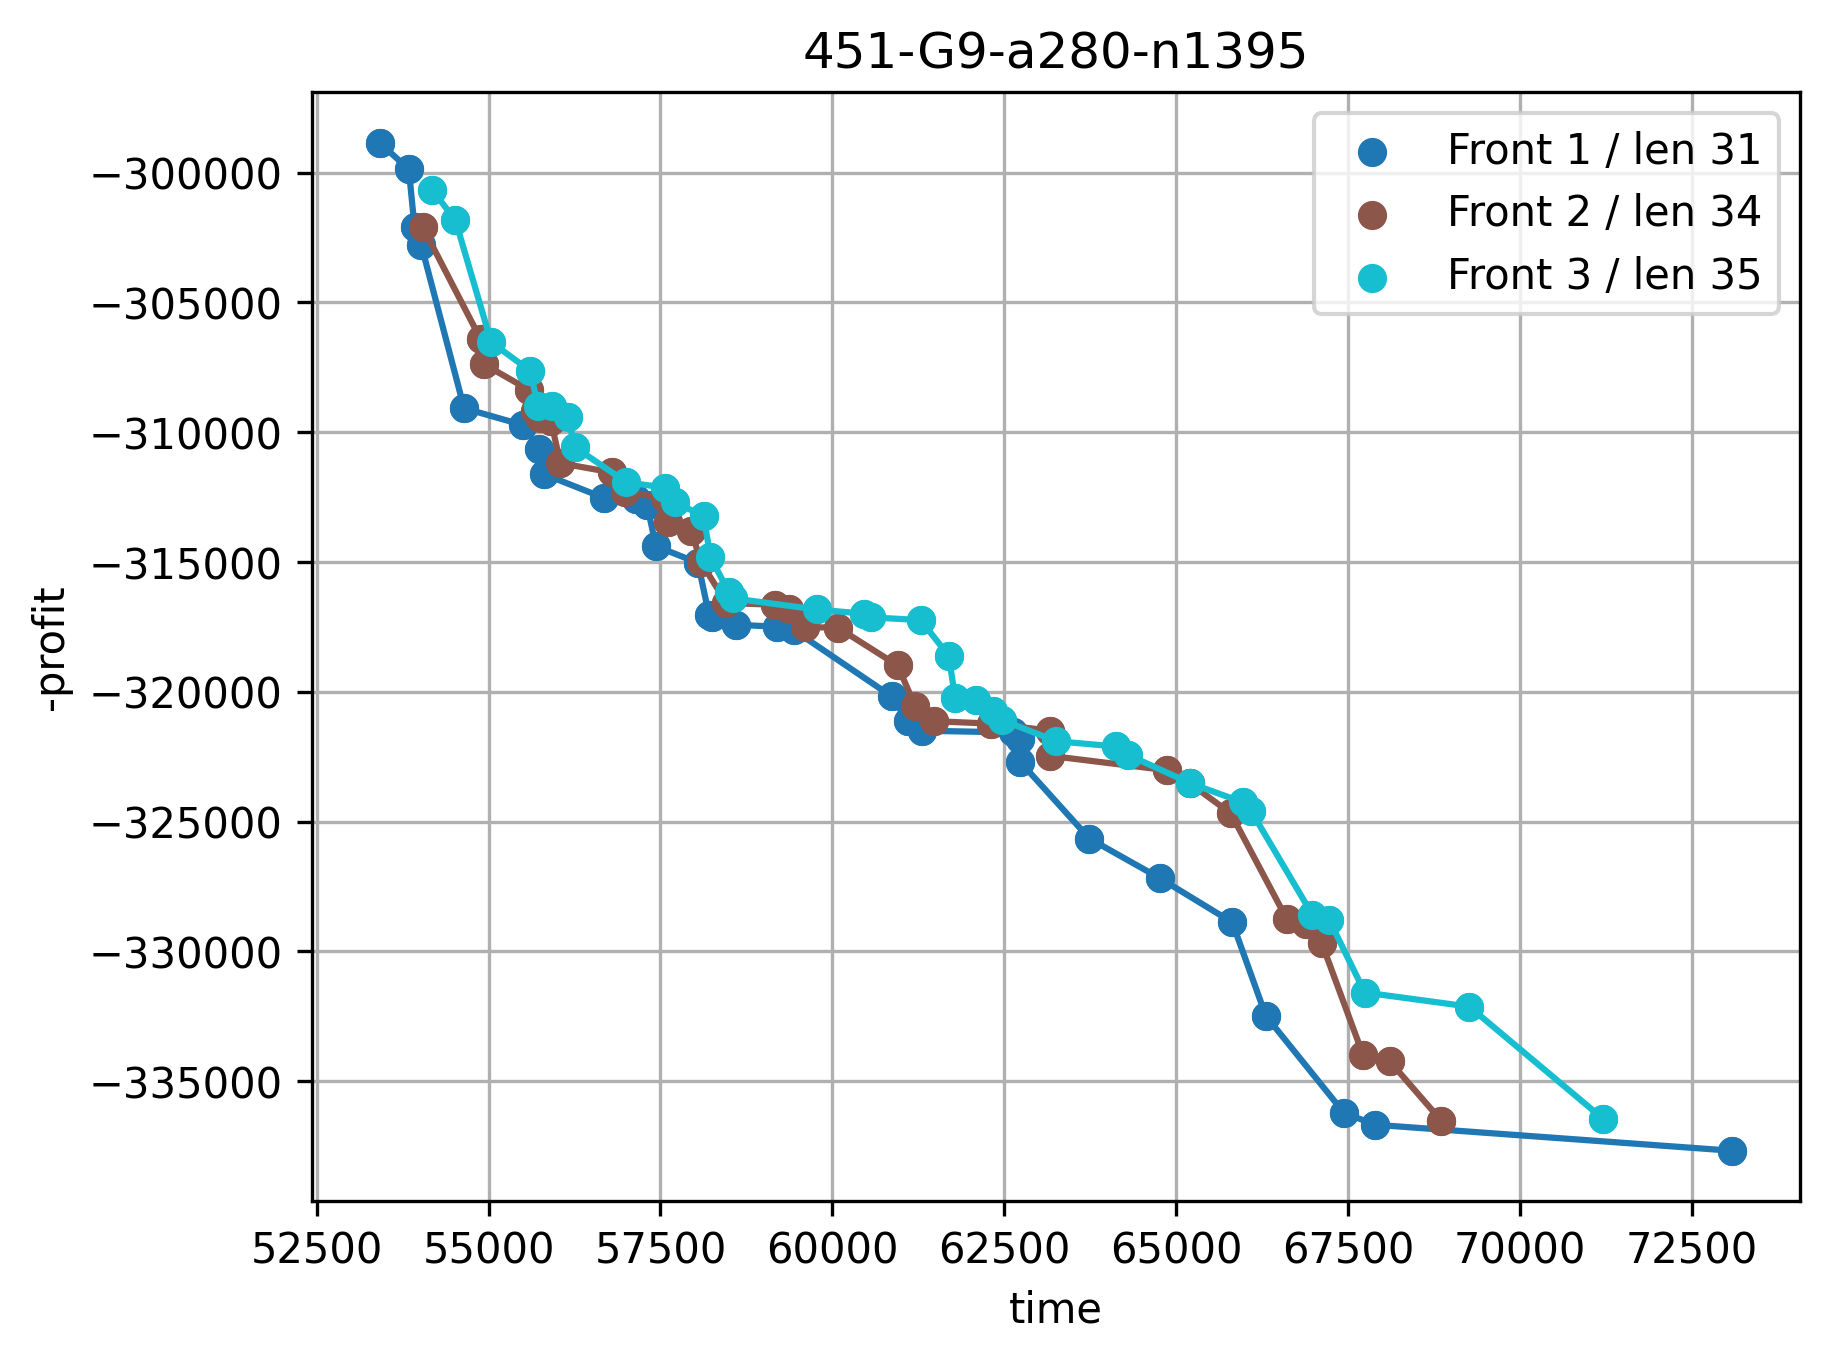 451-G9-a280-n1395
Front 1 / len 31
Front 2 / len 34
Front 3 / len 35
−300000
−305000
−310000
−315000
−320000
−325000
−330000
−335000
-profit
52500 55000 57500 60000 62500 65000 67500 70000 72500
time